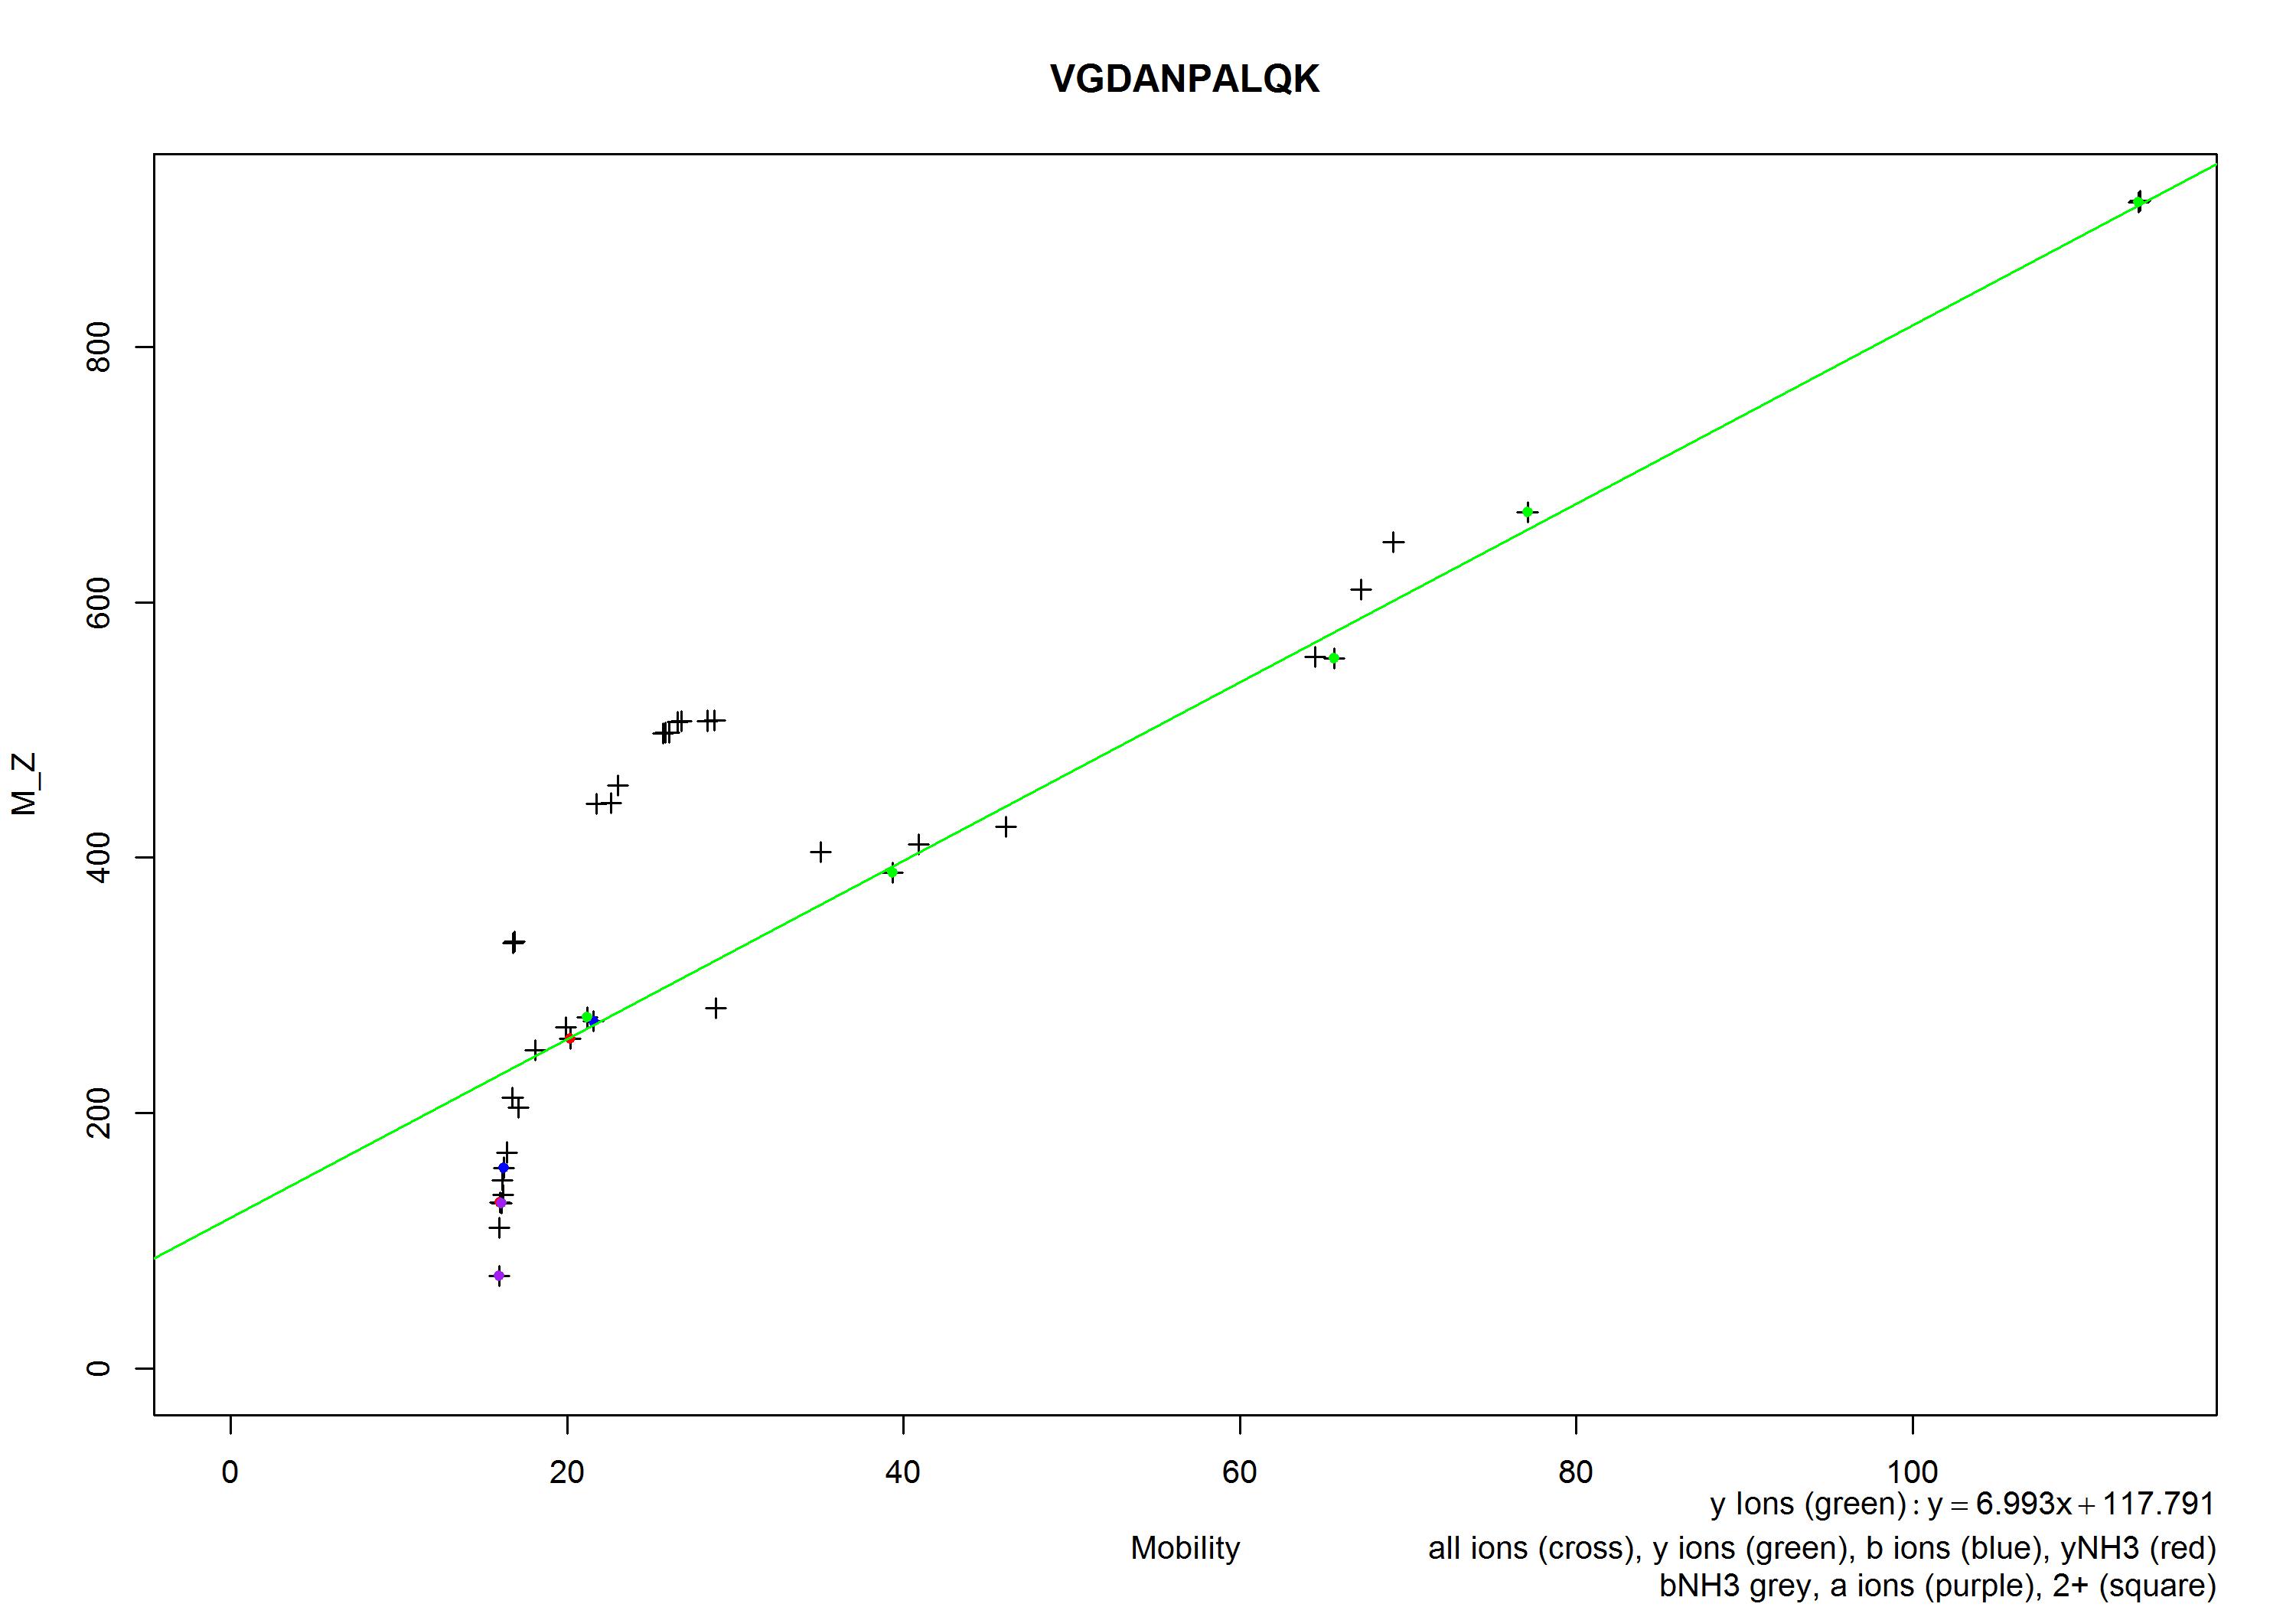 VGDANPALQK
M_Z
800
600
400
200
0
0 20 40 60 80 100
y Ions (green) : y = 6.993x + 117.791
Mobility
all ions (cross), y ions (green), b ions (blue), yNH3 (red)
bNH3 grey, a ions (purple), 2+ (square)